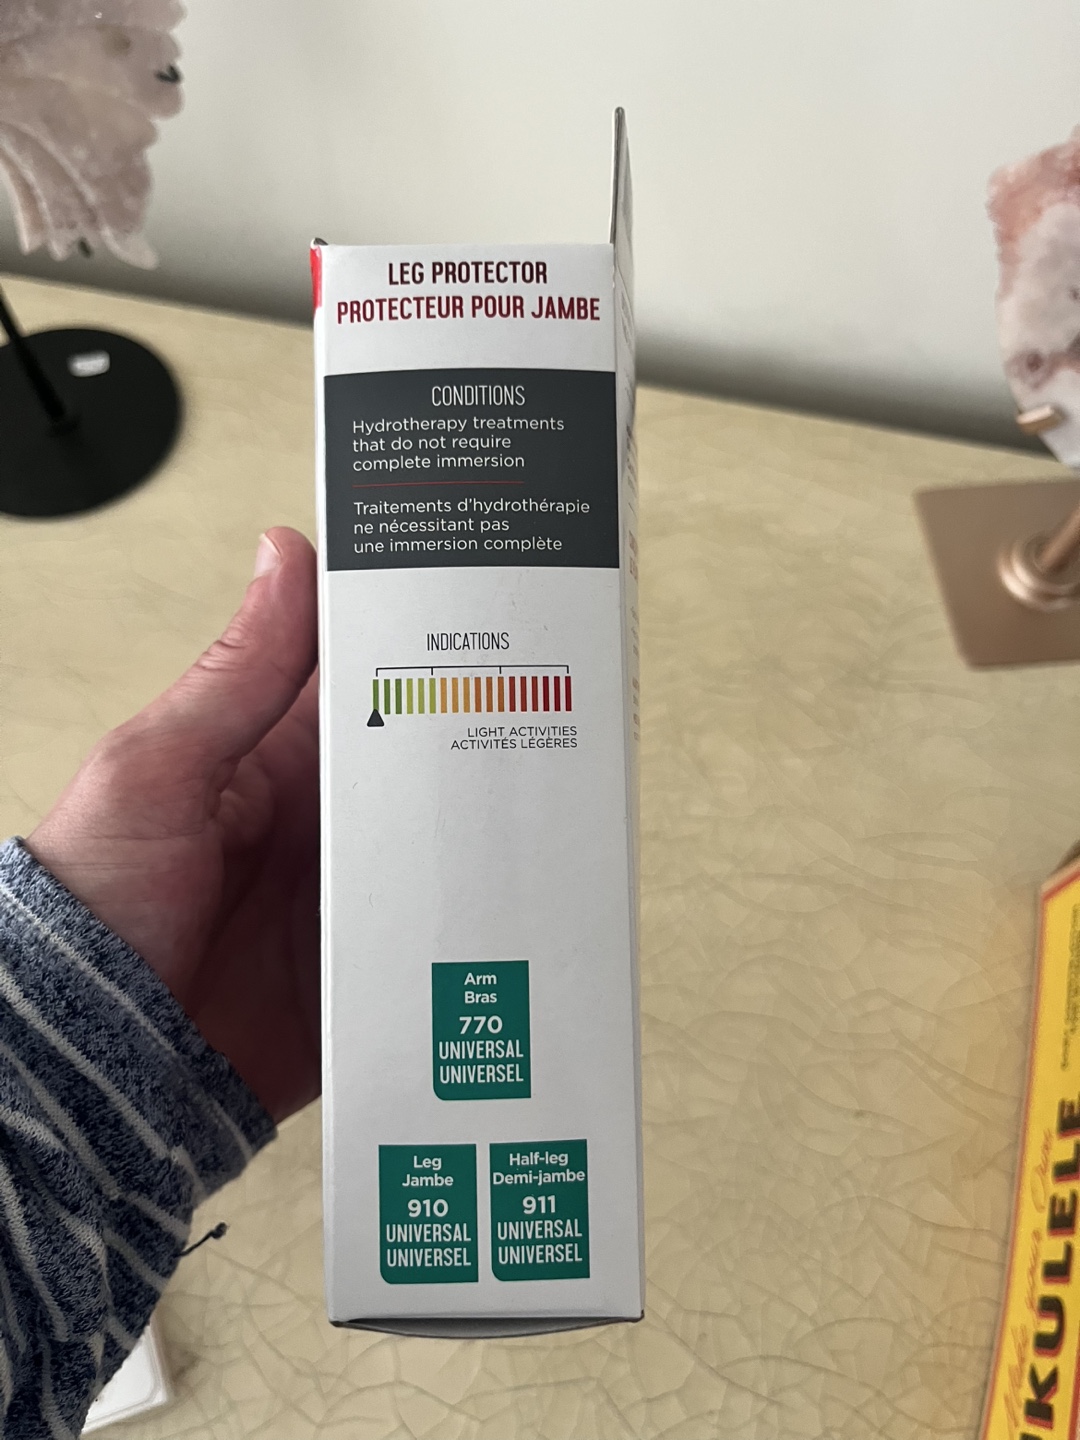 LEG PROTECTOR
PROTECTEUR POUR JAMBE
CONDITIONS
Hydrotherapy treatments
that do not require
complete immersion
Traitements d'hydrothérapie
ne nécessitant pas
une immersion complète
INDICATIONS
LIGHT ACTIVITIES
ACTIVITÉS LÉGÈRES
Arm
Bras
770
UNIVERSAL
UNIVERSEL
Leg
Jambe
910
UNIVERSAL
UNIVERSEL
Half-leg
Demi-jambe
911
UNIVERSAL
UNIVERSEL
UKULELE